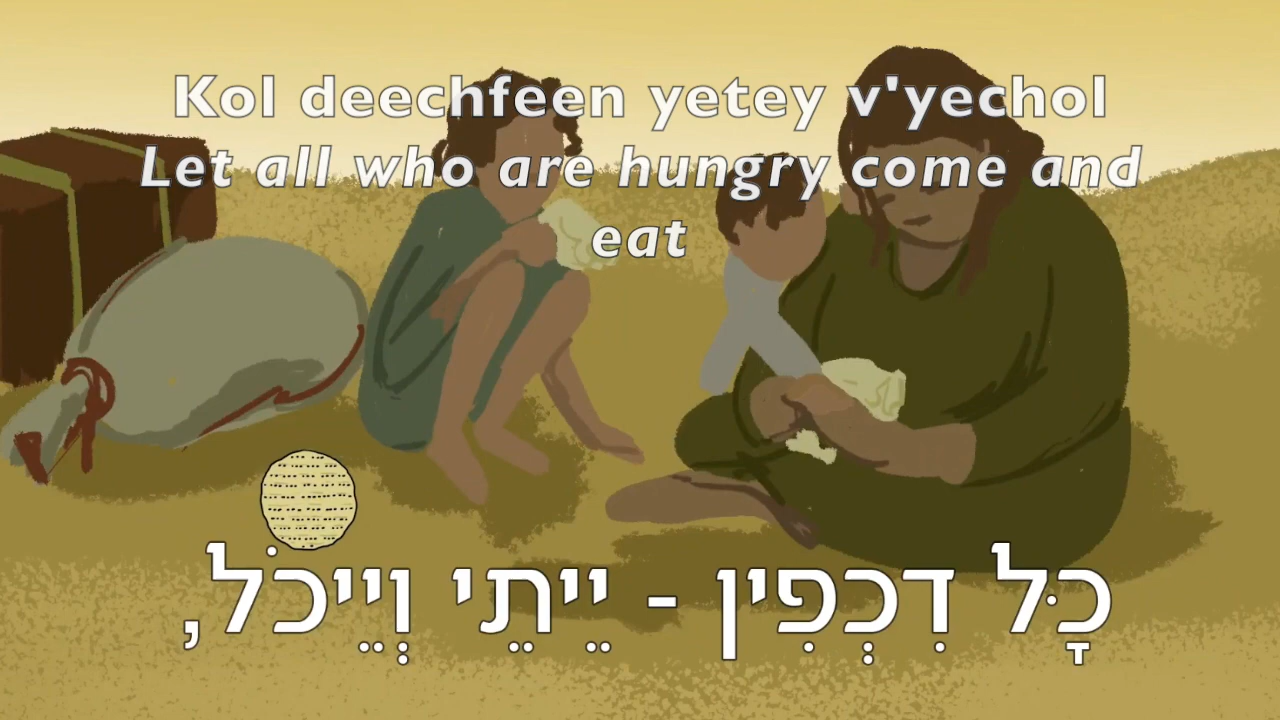 Kol deechfeen yetey v'yechol
Let all who are hungry come and
eat
כָּל דִכְפִין - יֵיתֵי וְיֵיכֹל,